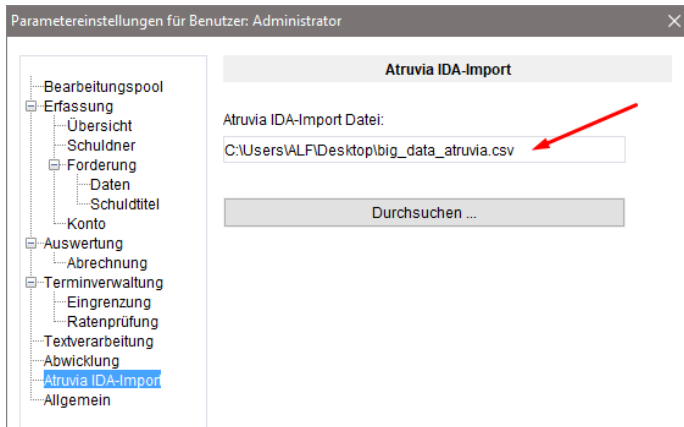 Parametereinstellungen für Benutzer: Administrator
Bearbeitungspool
Erfassung
Übersicht
Schuldner
Forderung
Daten
Schuldtitel
Konto
Auswertung
Abrechnung
Terminverwaltung
Eingrenzung
Ratenprüfung
Textverarbeitung
Abwicklung
Atruvia IDA-Import
Allgemein
Atruvia IDA-Import
Atruvia IDA-Import Datei:
C:\Users\ALF\Desktop\big_data_atruvia.csv
Durchsuchen ...